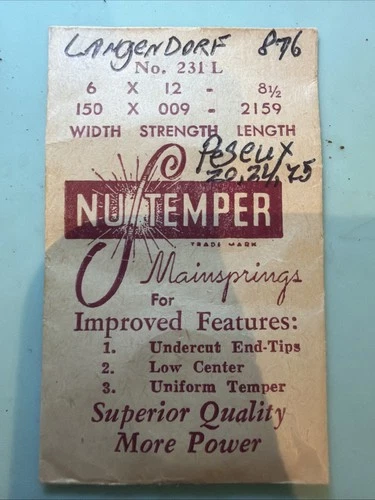 LANGENDORF 876
No. 231 L
6 X 12 - 8½
150 X 009 - 2159
WIDTH STRENGTH LENGTH
Peseux
20,24,75
NU TEMPER
TRADE MARK
Mainsprings
For
Improved Features:
1. Undercut End-Tips
2. Low Center
3. Uniform Temper
Superior Quality
More Power